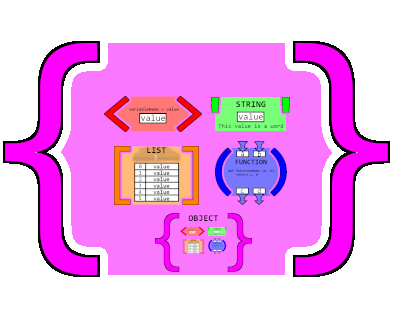 variableName = value
value
STRING
value
This value is a word
LIST
0 value
1 value
2 value
3 value
4 value
5 value
FUNCTION
return
OBJECT